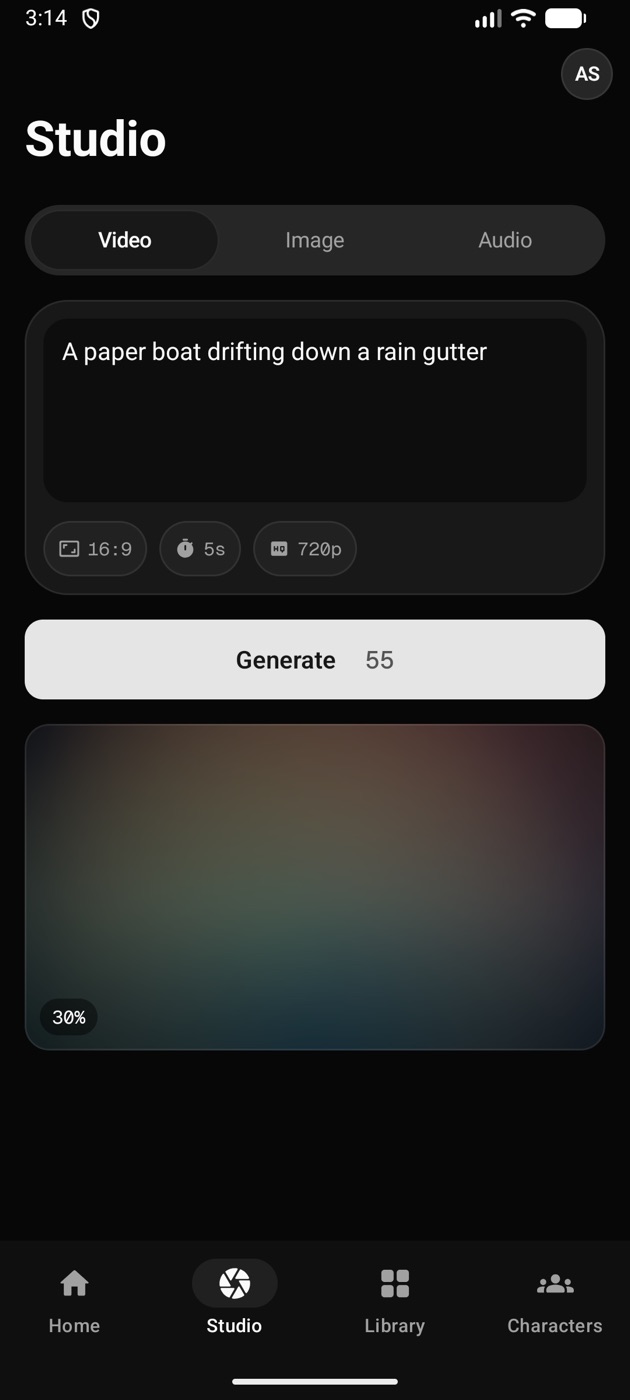 3:14
AS
Studio
Video
Image
Audio
A paper boat drifting down a rain gutter
16:9
5s
HQ
720p
Generate 55
30%
Home
Studio
Library
Characters